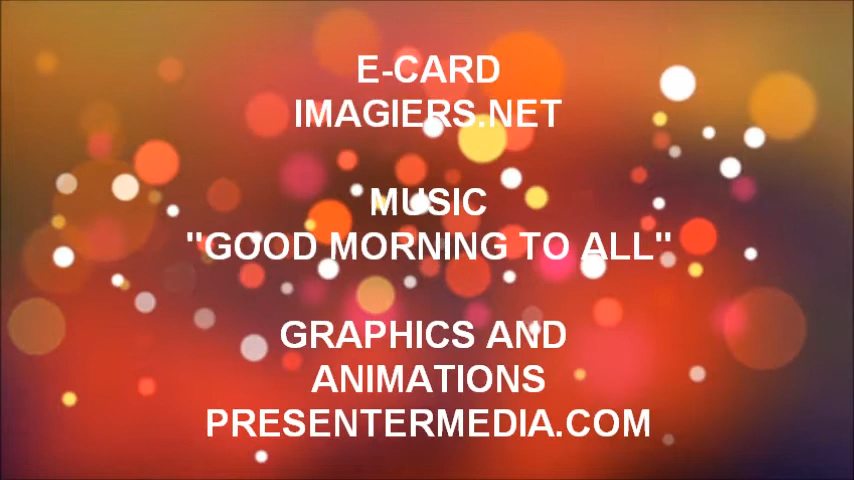 E-CARD
IMAGIERS.NET
MUSIC
"GOOD MORNING TO ALL"
GRAPHICS AND
ANIMATIONS
PRESENTERMEDIA.COM